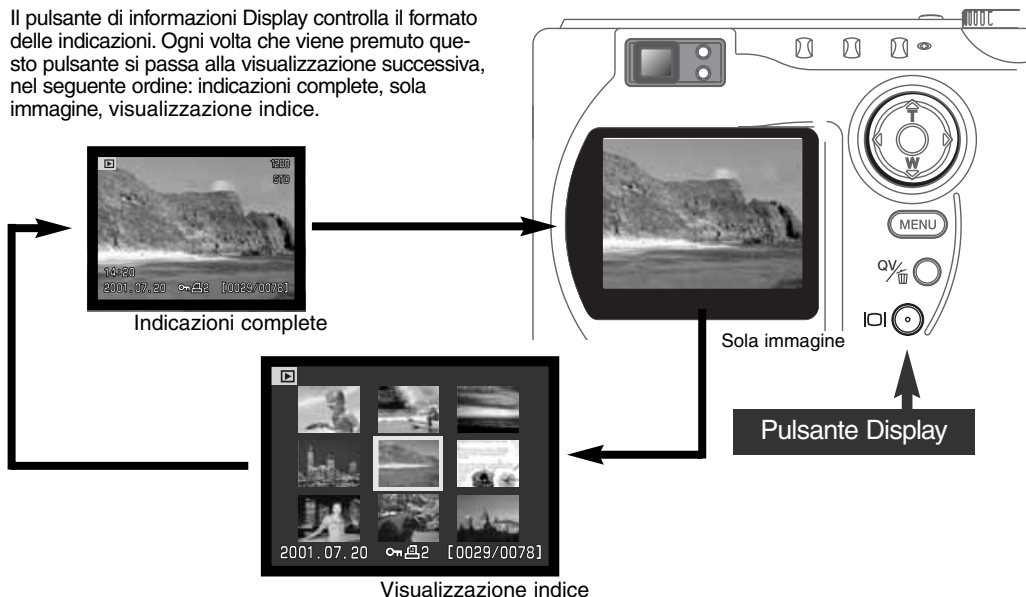 Il pulsante di informazioni Display controlla il formato
delle indicazioni. Ogni volta che viene premuto que-
sto pulsante si passa alla visualizzazione successiva,
nel seguente ordine: indicazioni complete, sola
immagine, visualizzazione indice.
1280
STD
14:20
2001.07.20 2 [0029/0078]
Indicazioni complete
T
W
MENU
QV/
Sola immagine
Pulsante Display
2001.07.20 2 [0029/0078]
Visualizzazione indice